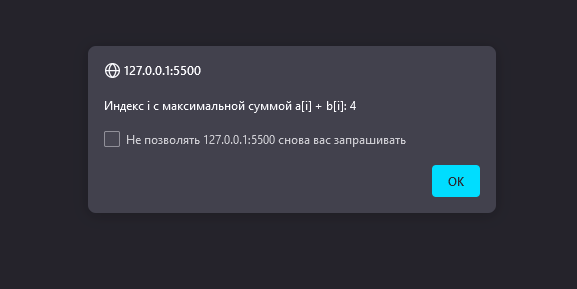 127.0.0.1:5500
Индекс i с максимальной суммой a[i] + b[i]: 4
Не позволять 127.0.0.1:5500 снова вас запрашивать
OK